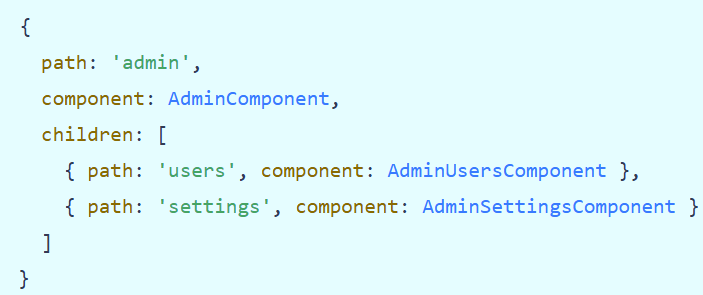 {
  path: 'admin',
  component: AdminComponent,
  children: [
    { path: 'users', component: AdminUsersComponent },
    { path: 'settings', component: AdminSettingsComponent }
  ]
}